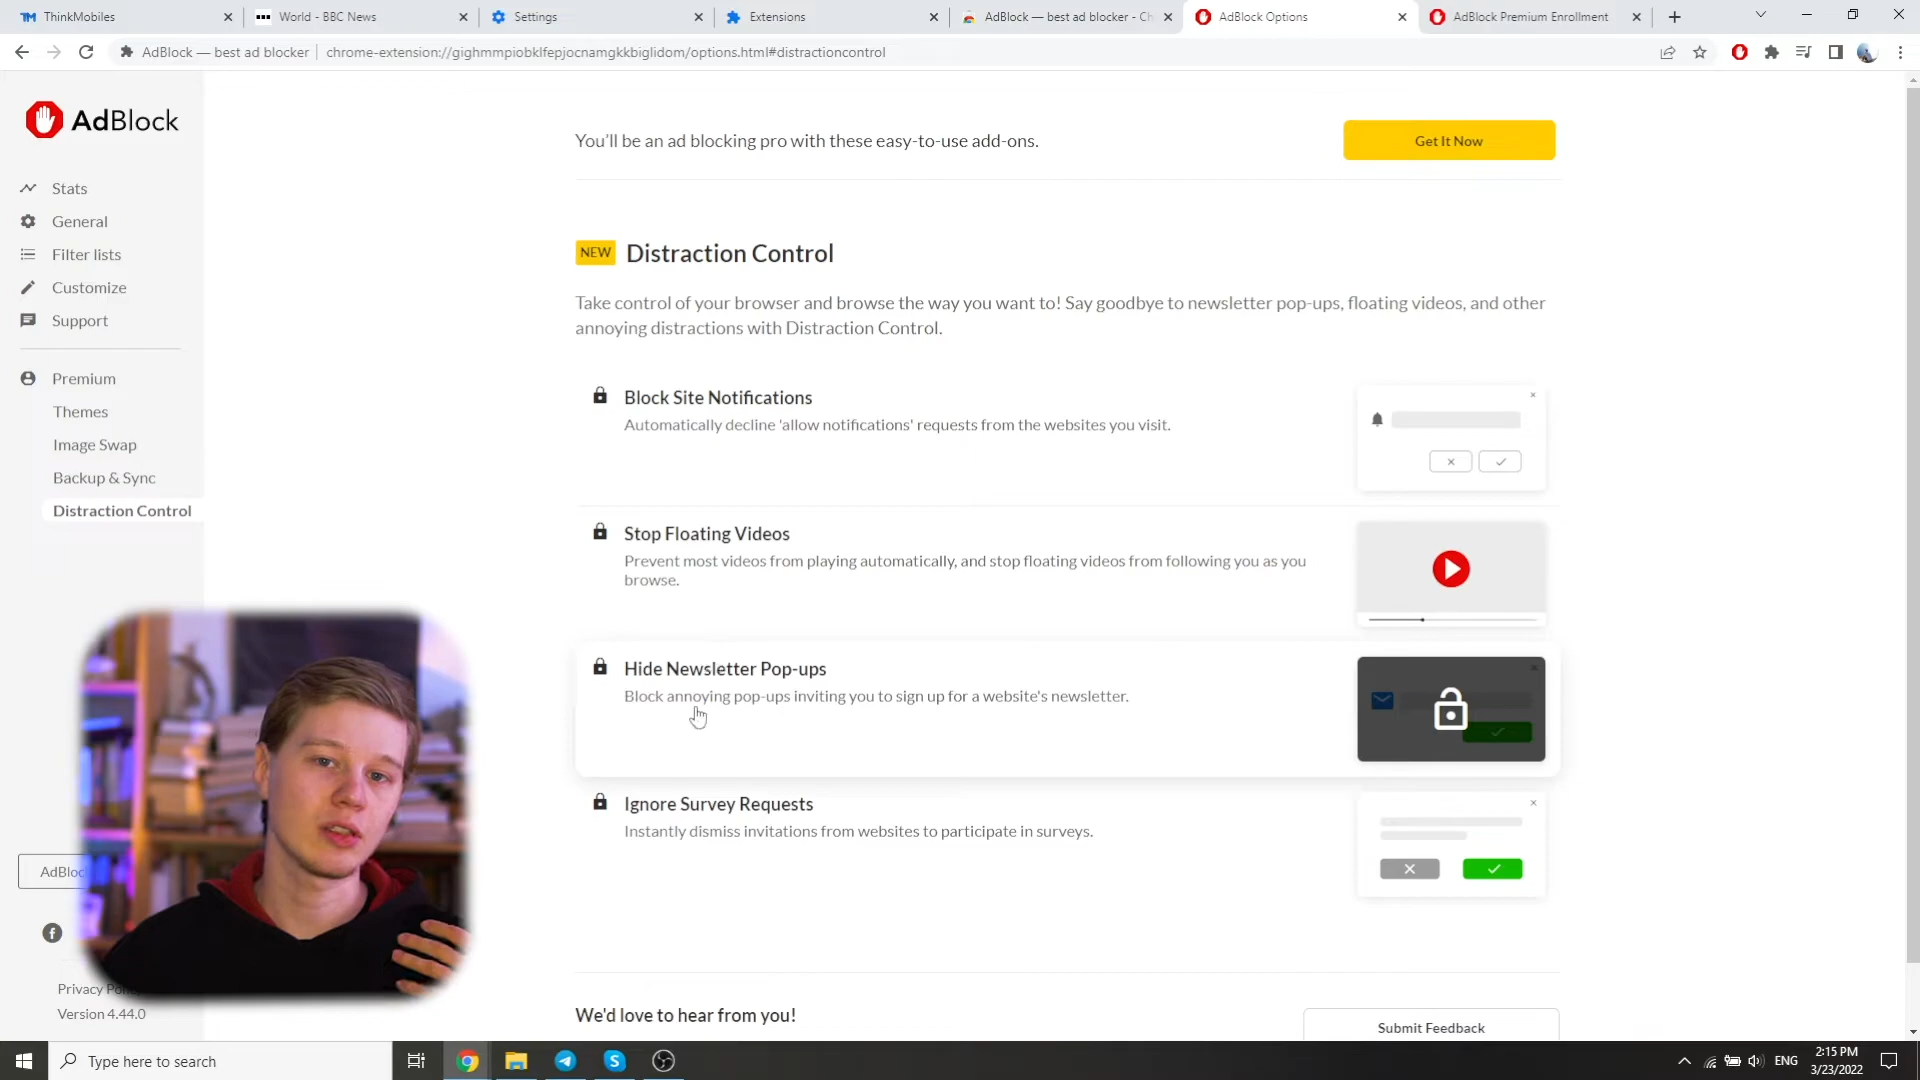 ThinkMobiles
World - BBC News
Settings
Extensions
AdBlock — best ad blocker - Ch
AdBlock Options
AdBlock Premium Enrollment
AdBlock — best ad blocker
chrome-extension://gighmmpiobklfepjocnamgkkbiglidom/options.html#distractioncontrol
AdBlock
Stats
General
Filter lists
Customize
Support
Premium
Themes
Image Swap
Backup & Sync
Distraction Control
You'll be an ad blocking pro with these easy-to-use add-ons.
Get It Now
NEW Distraction Control
Take control of your browser and browse the way you want to! Say goodbye to newsletter pop-ups, floating videos, and other
annoying distractions with Distraction Control.
Block Site Notifications
Automatically decline 'allow notifications' requests from the websites you visit.
Stop Floating Videos
Prevent most videos from playing automatically, and stop floating videos from following you as you
browse.
Hide Newsletter Pop-ups
Block annoying pop-ups inviting you to sign up for a website's newsletter.
Ignore Survey Requests
Instantly dismiss invitations from websites to participate in surveys.
We'd love to hear from you!
Submit Feedback
Privacy
Version 4.44.0
Type here to search
ENG
2:15 PM
3/23/2022